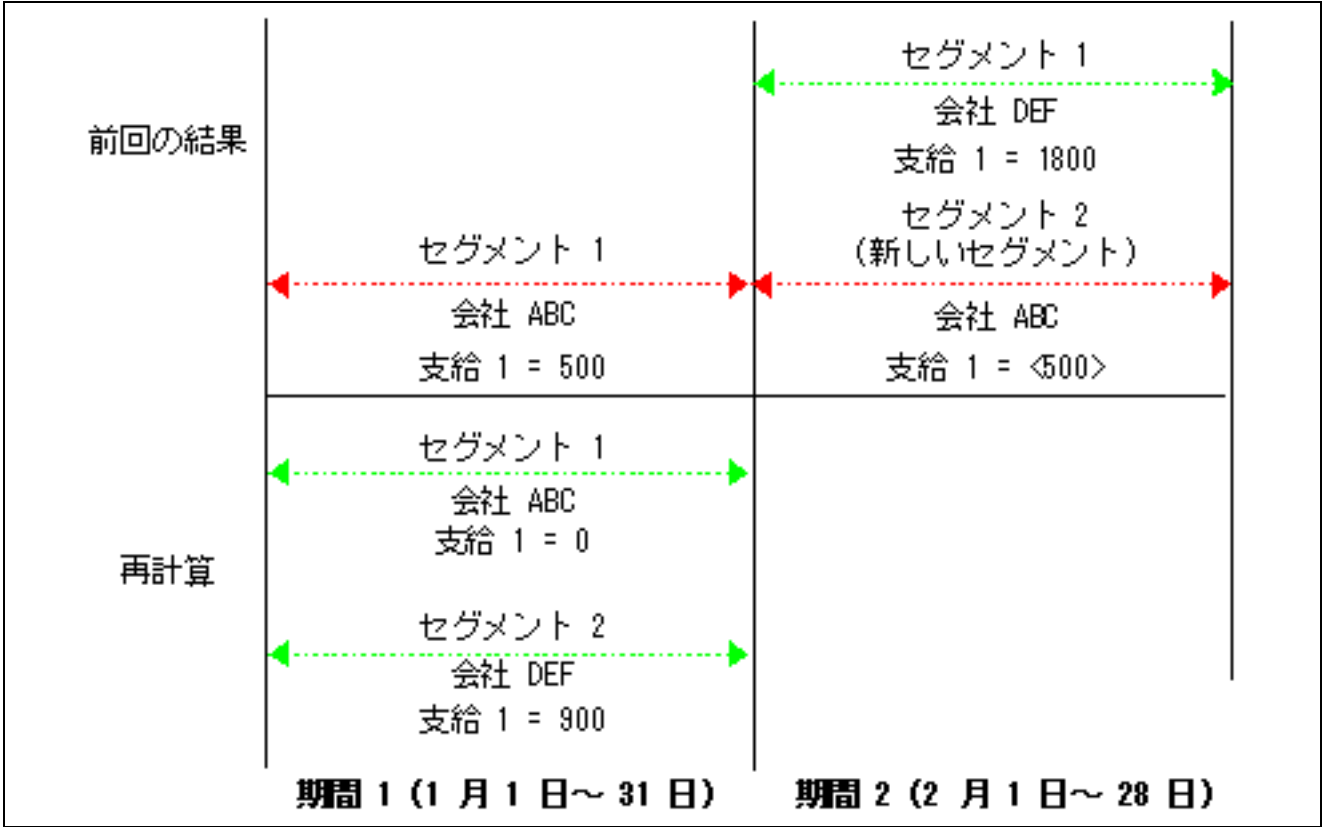 前回の結果
セグメント 1
会社 ABC
支給 1 = 500
セグメント 1
会社 DEF
支給 1 = 1800
セグメント 2
(新しいセグメント)
会社 ABC
支給 1 = <500>
再計算
セグメント 1
会社 ABC
支給 1 = 0
セグメント 2
会社 DEF
支給 1 = 900
期間 1 (1 月 1 日～ 31 日)
期間 2 (2 月 1 日～ 28 日)